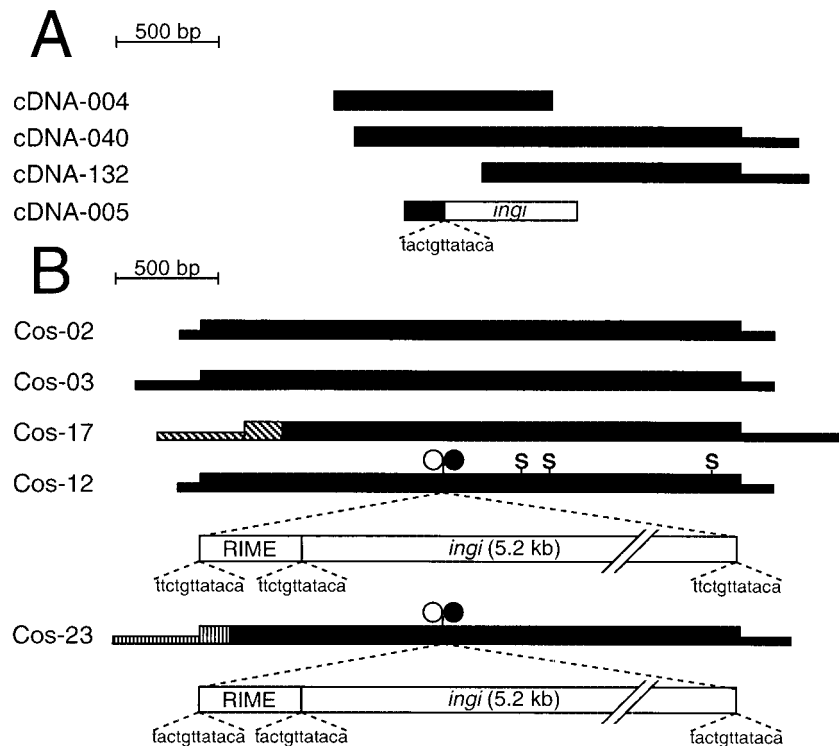 A
500 bp
cDNA-004
cDNA-040
cDNA-132
cDNA-005 ingi
tactgttataca
B
500 bp
Cos-02
Cos-03
Cos-17
S S S
Cos-12
RIME ingi (5.2 kb)
ttctgttataca ttctgttataca ttctgttataca
Cos-23
RIME ingi (5.2 kb)
tactgttataca tactgttataca tactgttataca